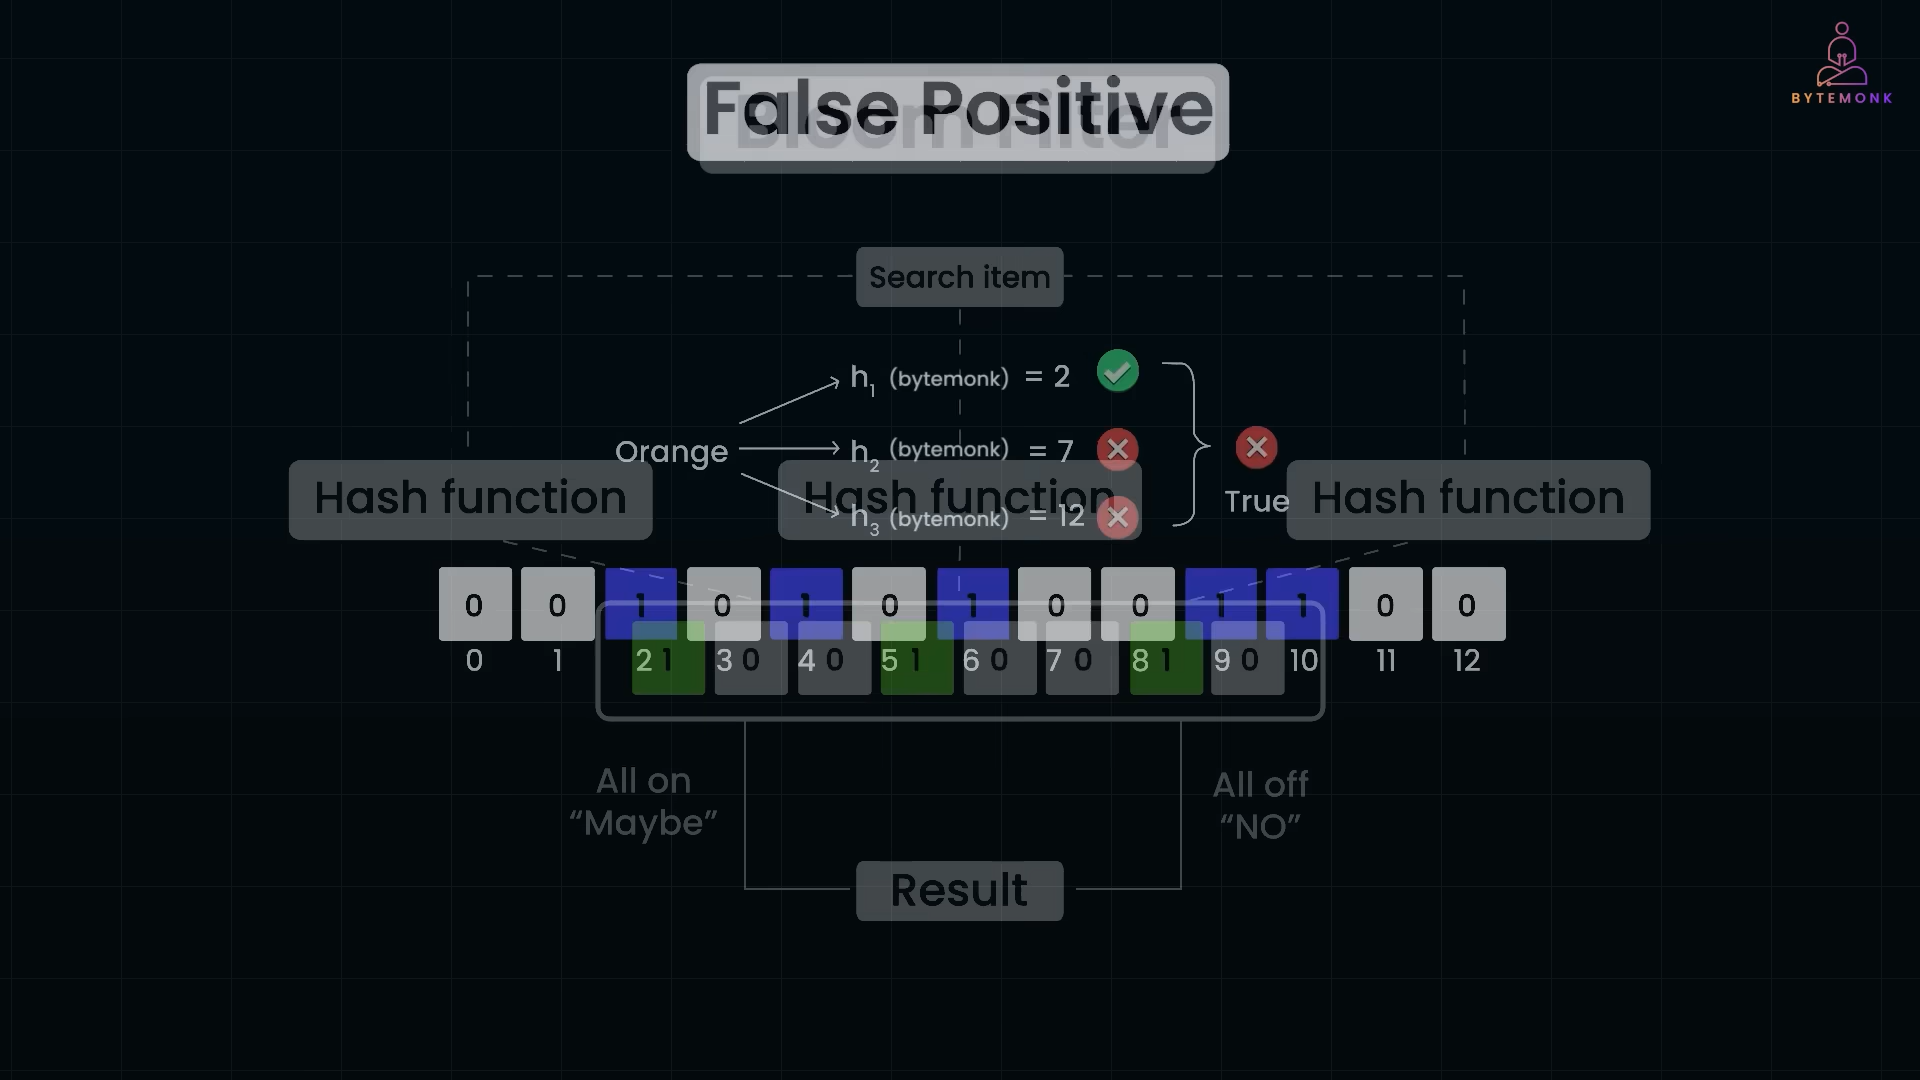 BYTEMONK
False Positive
Bloom Filter
Search item
h1 (bytemonk) = 2
Orange
h2 (bytemonk) = 7
h3 (bytemonk) = 12
True
Hash function
Hash function
Hash function
0 0 1 0 1 0 1 0 0 1 1 0 0
0 1 2 3 4 5 6 7 8 9 10 11 12
1 0 0 1 0 0 1 0
All on
“Maybe”
All off
“NO”
Result